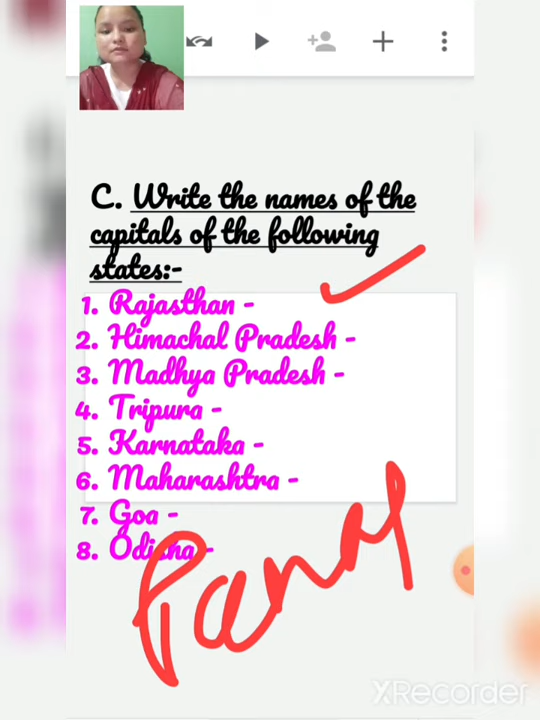 C. Write the names of the
capitals of the following
states:-
1. Rajasthan -
2. Himachal Pradesh -
3. Madhya Pradesh -
4. Tripura -
5. Karnataka -
6. Maharashtra -
7. Goa -
8. Odisha -
Panaj
XRecorder